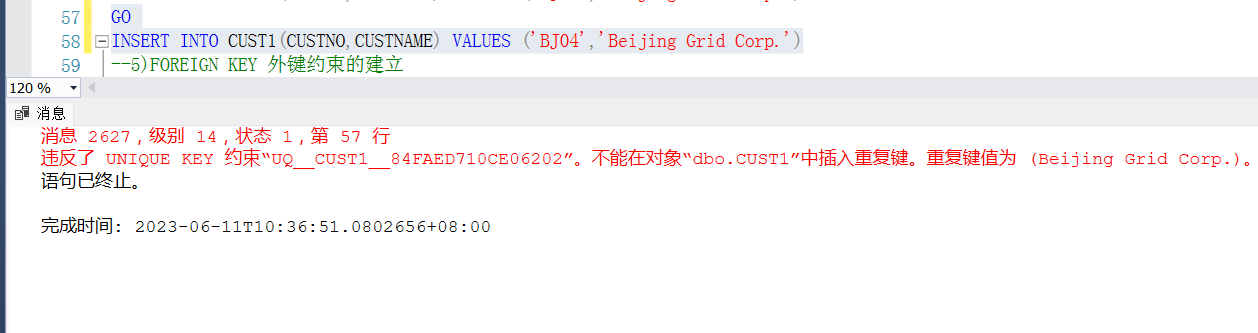 57 GO
58 INSERT INTO CUST1(CUSTNO,CUSTNAME) VALUES ('BJ04','Beijing Grid Corp.')
59 --5)FOREIGN KEY 外键约束的建立
120 %
消息
消息 2627，级别 14，状态 1，第 57 行
违反了 UNIQUE KEY 约束“UQ__CUST1__84FAED710CE06202”。不能在对象“dbo.CUST1”中插入重复键。重复键值为 (Beijing Grid Corp.)。
语句已终止。
完成时间: 2023-06-11T10:36:51.0802656+08:00